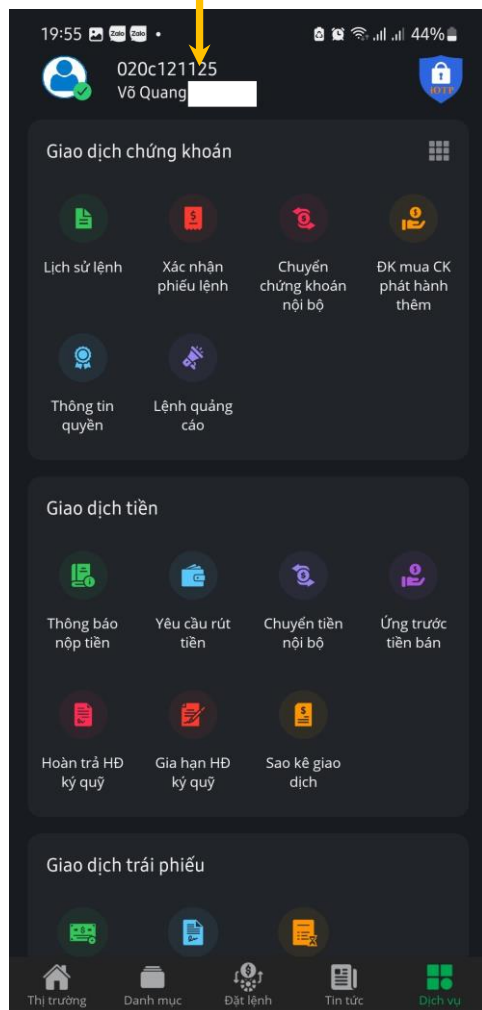 19:55 Zalo Zalo 44%
020c121125
Võ Quang
iOTP
Giao dịch chứng khoán
Lịch sử lệnh
Xác nhận phiếu lệnh
Chuyển chứng khoán nội bộ
ĐK mua CK phát hành thêm
Thông tin quyền
Lệnh quảng cáo
Giao dịch tiền
Thông báo nộp tiền
Yêu cầu rút tiền
Chuyển tiền nội bộ
Ứng trước tiền bán
Hoàn trả HĐ ký quỹ
Gia hạn HĐ ký quỹ
Sao kê giao dịch
Giao dịch trái phiếu
Thị trường
Danh mục
Đặt lệnh
Tin tức
Dịch vụ